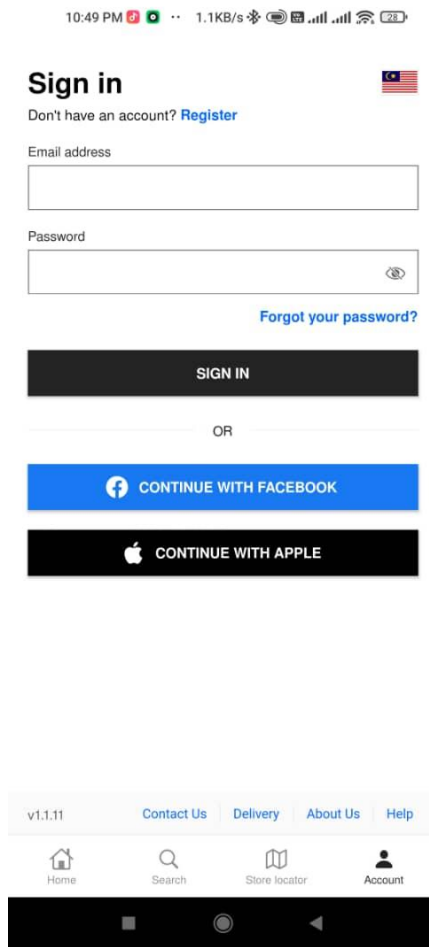 10:49 PM 1.1KB/s 28
Sign in
Don't have an account? Register
Email address
Password
Forgot your password?
SIGN IN
OR
CONTINUE WITH FACEBOOK
CONTINUE WITH APPLE
v1.1.11 Contact Us Delivery About Us Help
Home Search Store locator Account